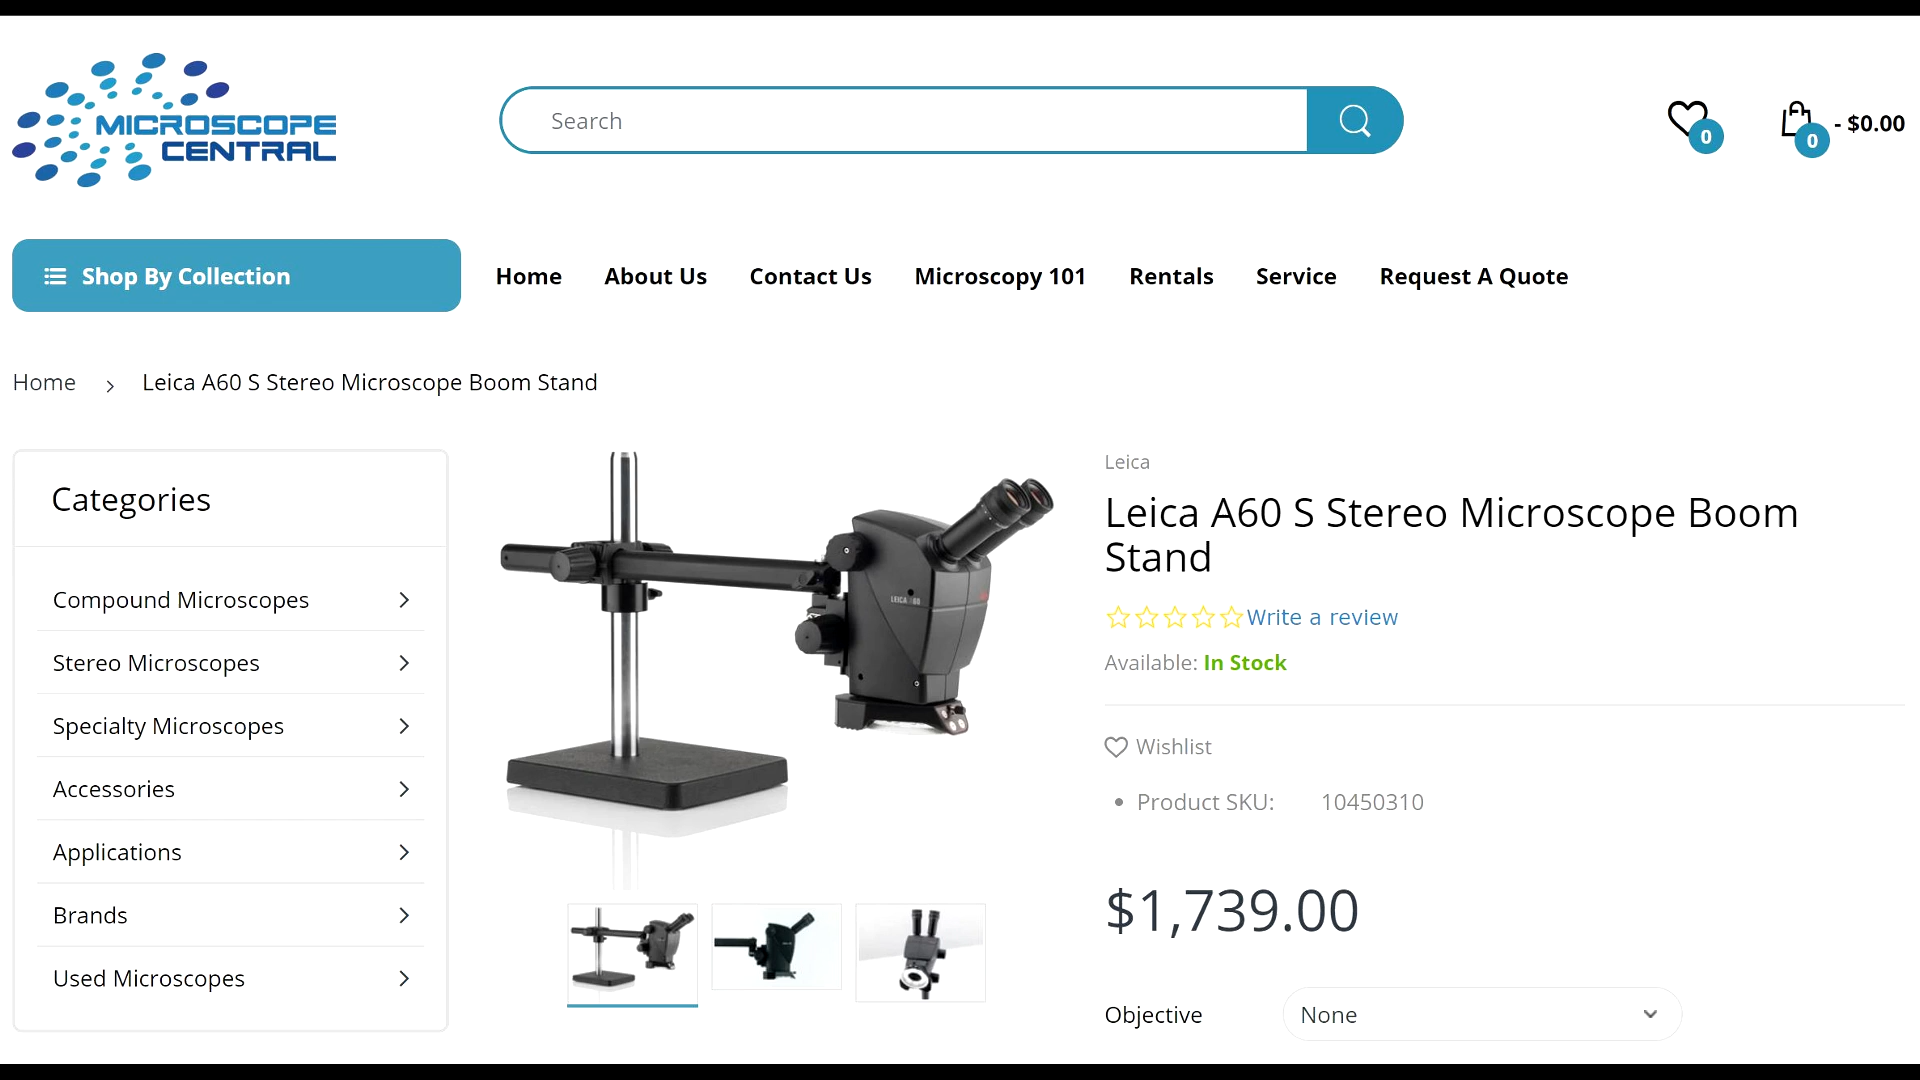 MICROSCOPE
CENTRAL
Search
0
0
- $0.00
Shop By Collection
Home
About Us
Contact Us
Microscopy 101
Rentals
Service
Request A Quote
Home › Leica A60 S Stereo Microscope Boom Stand
Categories
Compound Microscopes
Stereo Microscopes
Specialty Microscopes
Accessories
Applications
Brands
Used Microscopes
LEICA A60
Leica
Leica A60 S Stereo Microscope Boom
Stand
Write a review
Available: In Stock
Wishlist
• Product SKU: 10450310
$1,739.00
Objective
None